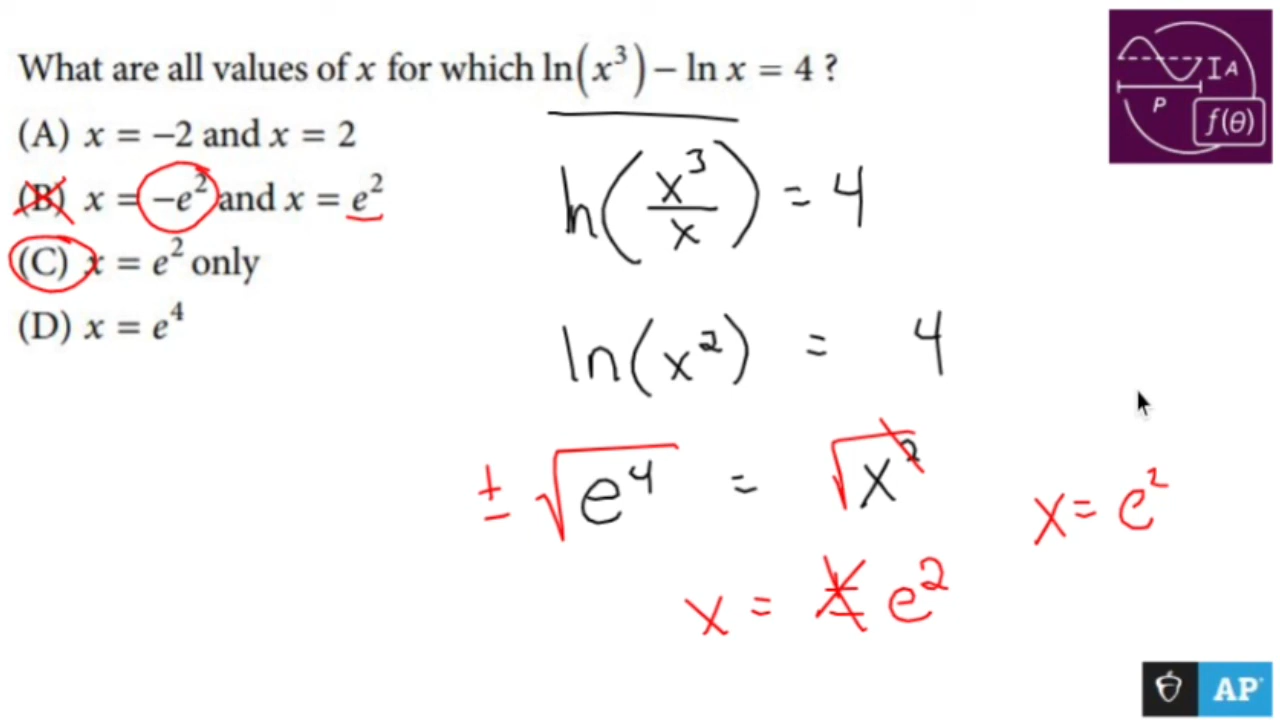 What are all values of x for which ln(x³) − ln x = 4 ?
(A) x = −2 and x = 2
(B) x = −e² and x = e²
(C) x = e² only
(D) x = e⁴
ln(x³/x) = 4
ln(x²) = 4
± √e⁴ = √x²
x = e²
x = ± e²
I A
P
f(θ)
AP